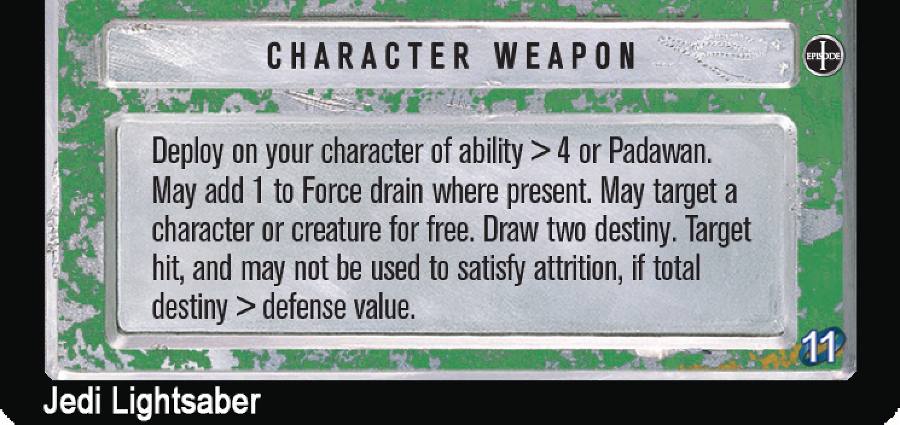 CHARACTER WEAPON
EPISODE
I
Deploy on your character of ability > 4 or Padawan.
May add 1 to Force drain where present. May target a
character or creature for free. Draw two destiny. Target
hit, and may not be used to satisfy attrition, if total
destiny > defense value.
11
Jedi Lightsaber